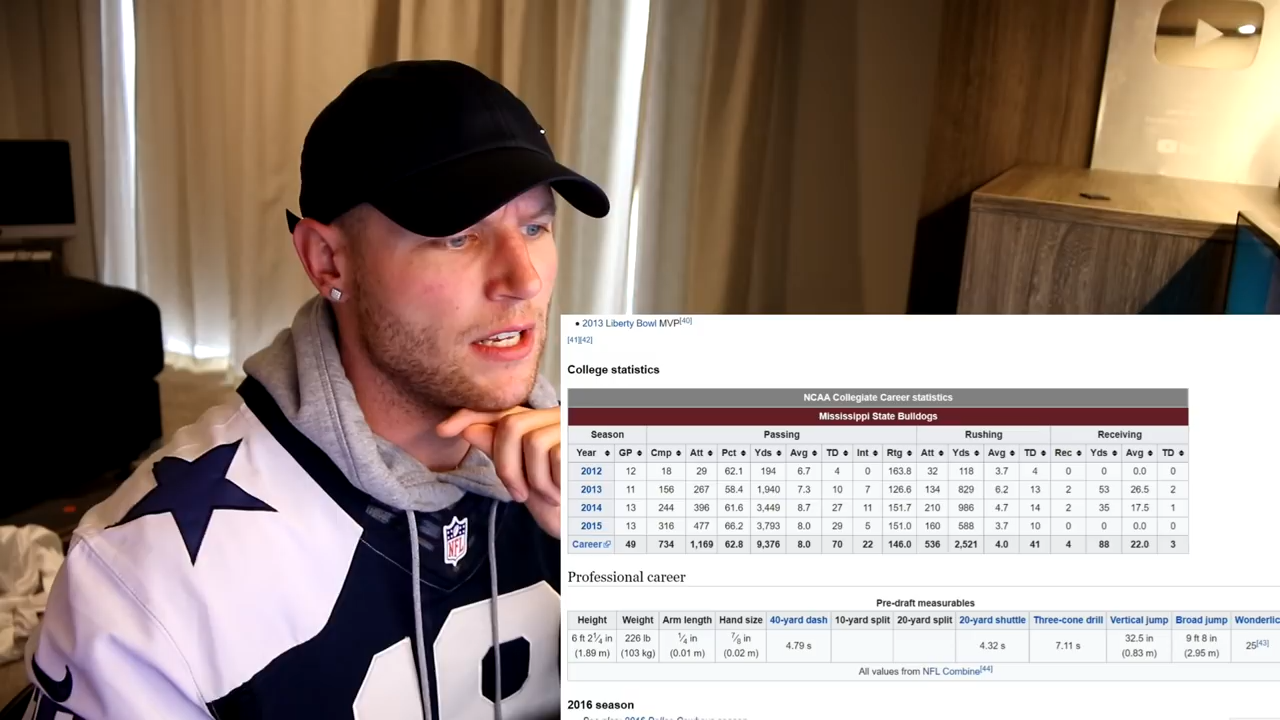 • 2013 Liberty Bowl MVP[40]
[41][42]
College statistics
NCAA Collegiate Career statistics
Mississippi State Bulldogs
Season Passing Rushing Receiving
Year GP Cmp Att Pct Yds Avg TD Int Rtg Att Yds Avg TD Rec Yds Avg TD
2012 12 18 29 62.1 194 6.7 4 0 163.8 32 118 3.7 4 0 0 0.0 0
2013 11 156 267 58.4 1,940 7.3 10 7 126.6 134 829 6.2 13 2 53 26.5 2
2014 13 244 396 61.6 3,449 8.7 27 11 151.7 210 986 4.7 14 2 35 17.5 1
2015 13 316 477 66.2 3,793 8.0 29 5 151.0 160 588 3.7 10 0 0 0.0 0
Career 49 734 1,169 62.8 9,376 8.0 70 22 146.0 536 2,521 4.0 41 4 88 22.0 3
Professional career
Pre-draft measurables
Height Weight Arm length Hand size 40-yard dash 10-yard split 20-yard split 20-yard shuttle Three-cone drill Vertical jump Broad jump Wonderlic
6 ft 2 1⁄4 in 226 lb 1⁄4 in 7⁄8 in 4.79 s 4.32 s 7.11 s 32.5 in 9 ft 8 in 25[43]
(1.89 m) (103 kg) (0.01 m) (0.02 m) (0.83 m) (2.95 m)
All values from NFL Combine[44]
2016 season
NFL